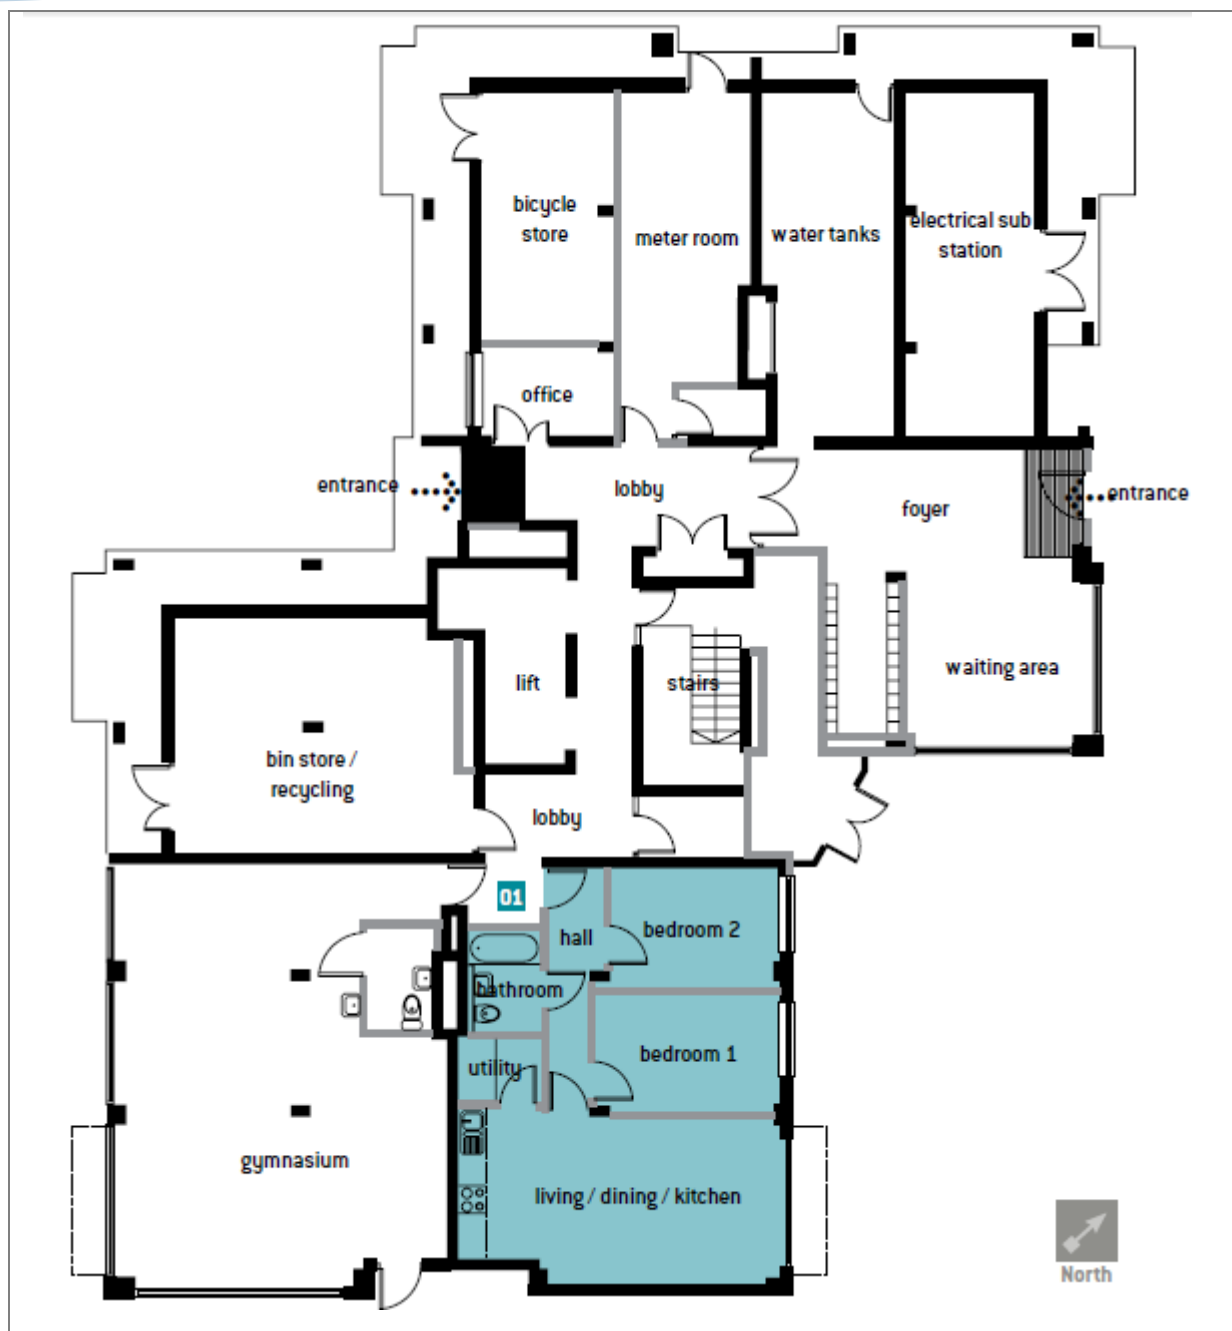 bicycle
store
meter room
water tanks
electrical sub
station
office
entrance
lobby
foyer
entrance
lift
stairs
waiting area
bin store /
recycling
lobby
01
hall
bedroom 2
bathroom
bedroom 1
utility
gymnasium
living / dining / kitchen
North